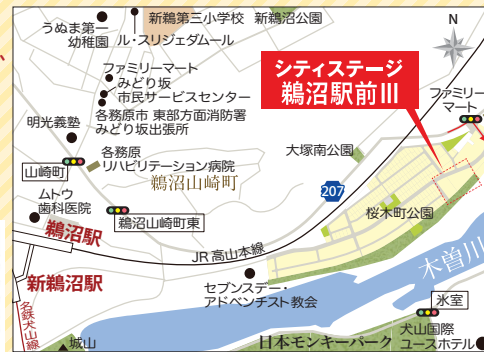 うぬま第一
幼稚園
ル・スリジェダムール
新鵜沼第三小学校
新鵜沼公園
N
ファミリーマート
みどり坂
市民サービスセンター
各務原市 東部方面消防署
みどり坂出張所
シティステージ
鵜沼駅前Ⅲ
ファミリー
マート
明光義塾
山崎町
各務原
リハビリテーション病院
鵜沼山崎町
大塚南公園
207
ムトウ
歯科医院
鵜沼山崎町東
桜木町公園
鵜沼駅
JR高山本線
新鵜沼駅
セブンスデー・
アドベンチスト教会
木曽川
氷室
名鉄犬山線
城山
日本モンキーパーク
犬山国際
ユースホテル